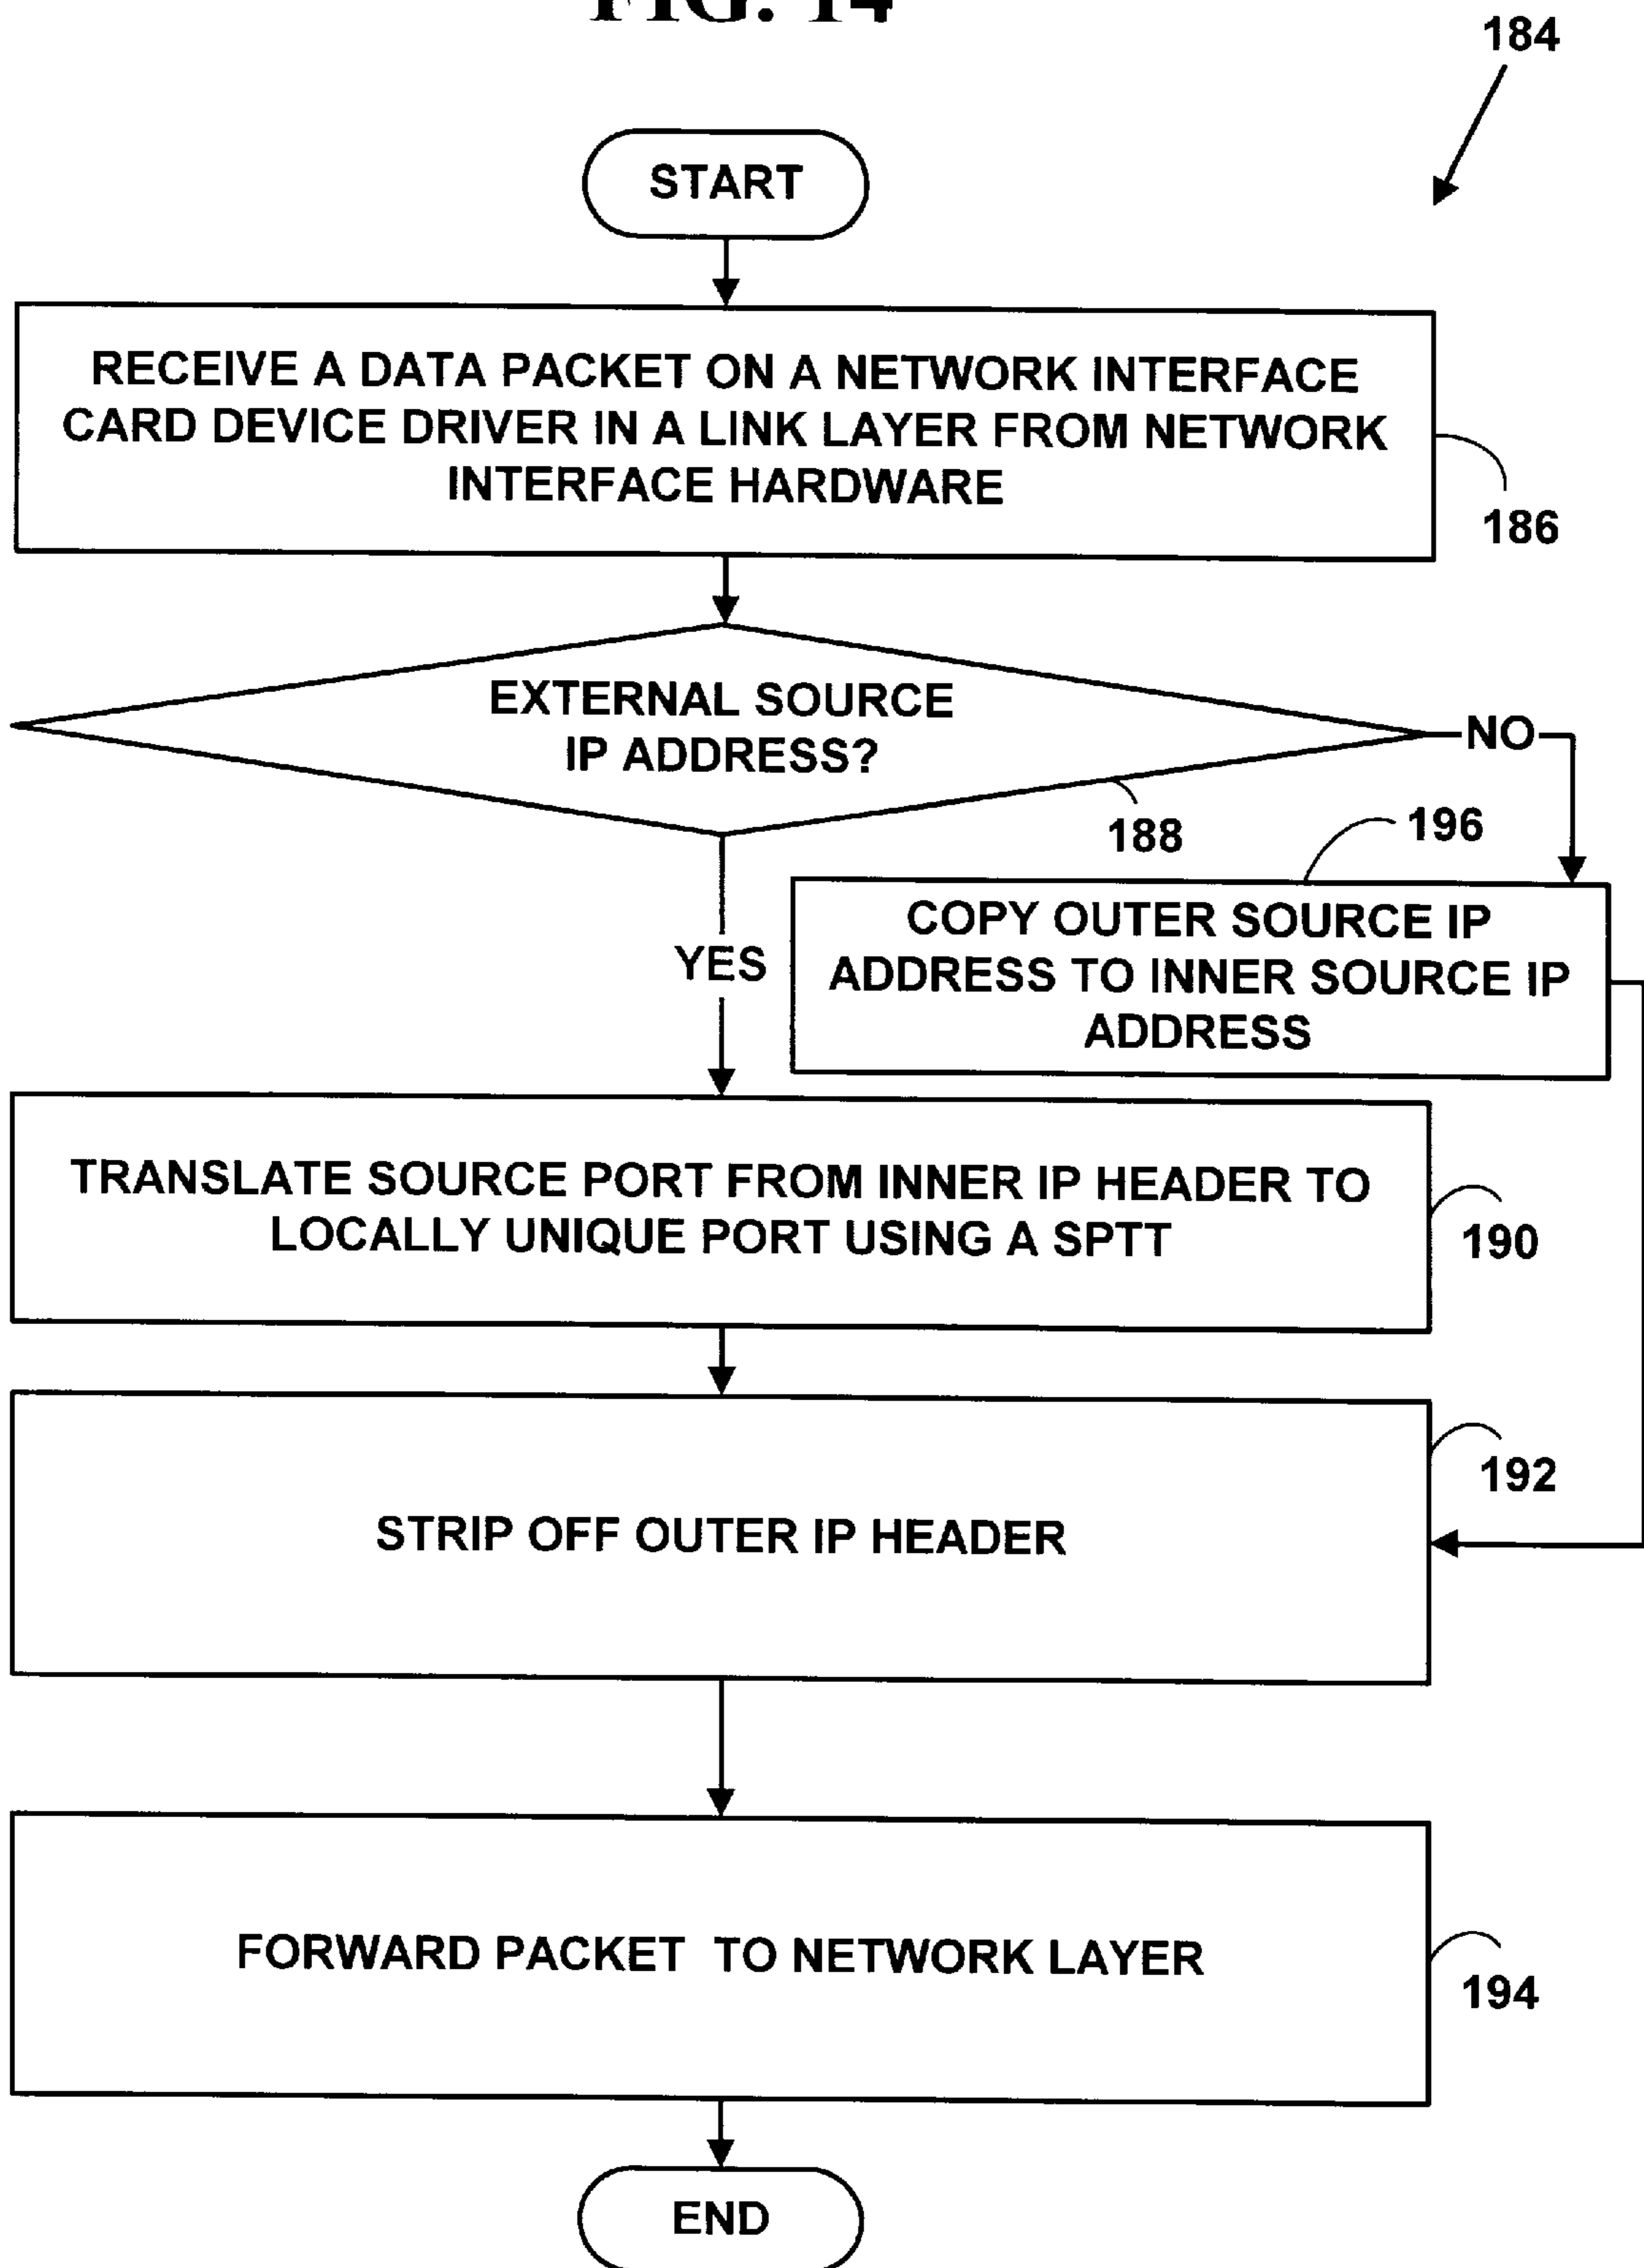 FIG. 14
184
START
RECEIVE A DATA PACKET ON A NETWORK INTERFACE
CARD DEVICE DRIVER IN A LINK LAYER FROM NETWORK
INTERFACE HARDWARE
186
EXTERNAL SOURCE
IP ADDRESS?
NO
188
196
YES
COPY OUTER SOURCE IP
ADDRESS TO INNER SOURCE IP
ADDRESS
TRANSLATE SOURCE PORT FROM INNER IP HEADER TO
LOCALLY UNIQUE PORT USING A SPTT
190
192
STRIP OFF OUTER IP HEADER
FORWARD PACKET TO NETWORK LAYER
194
END